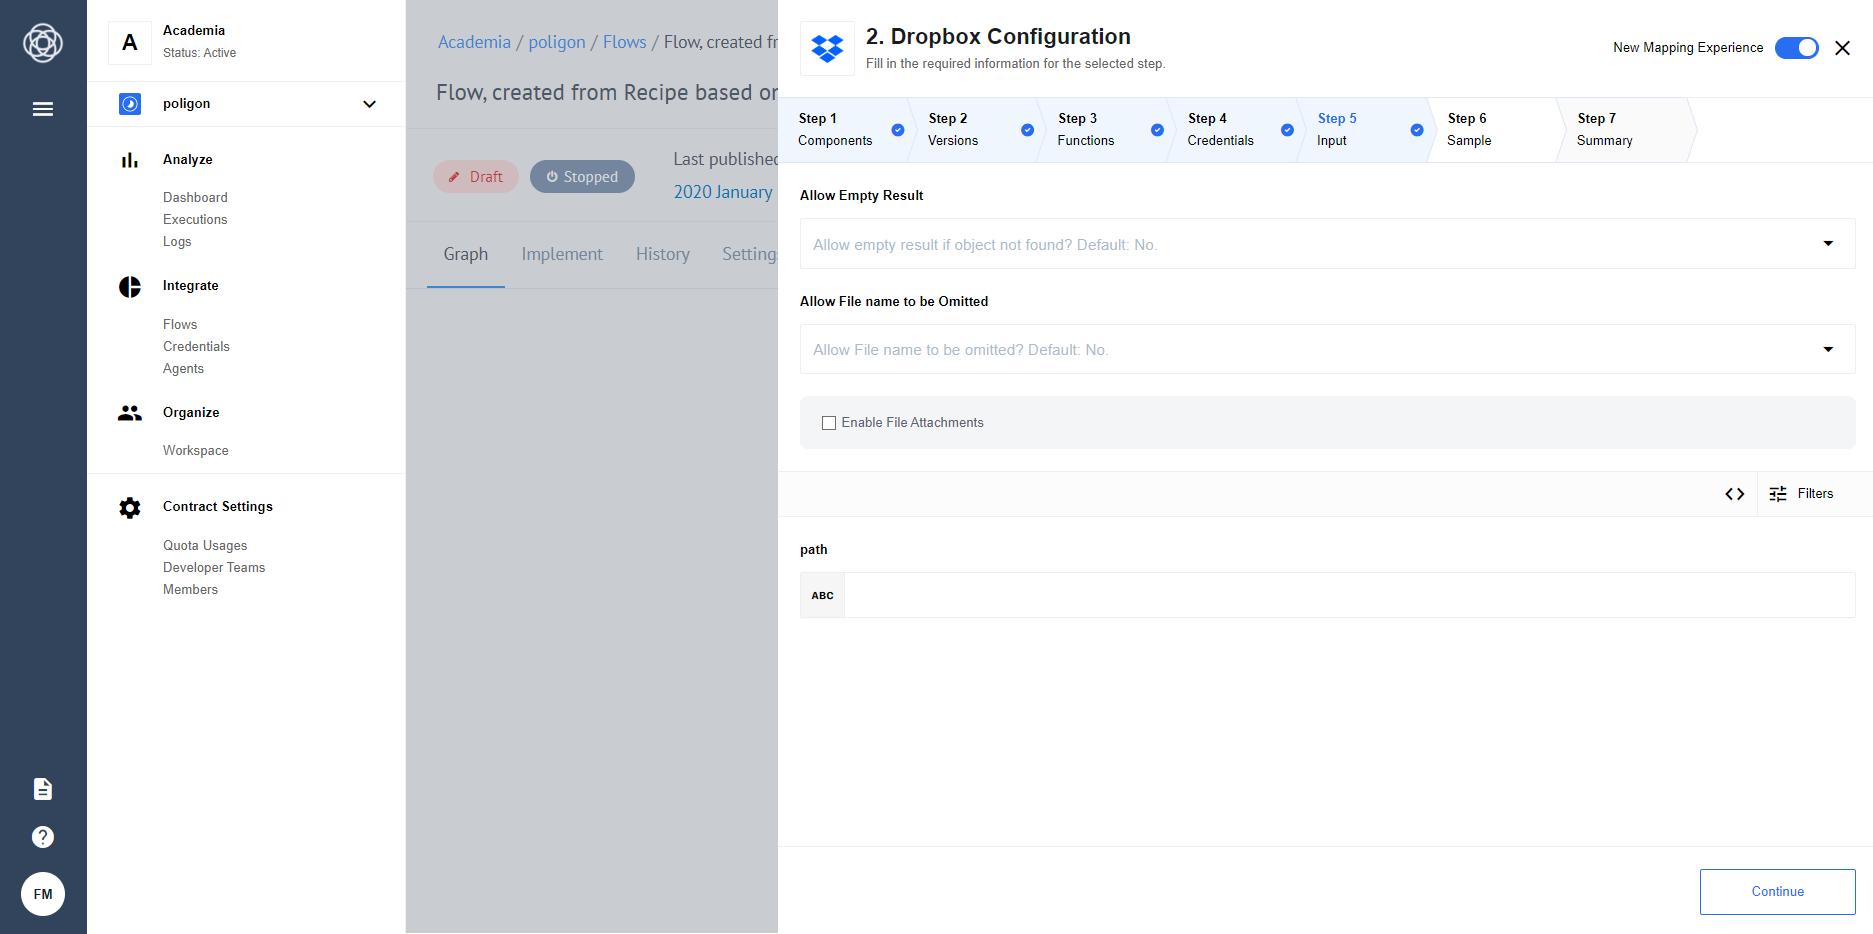 A
Academia
Status: Active
poligon
Analyze
Dashboard
Executions
Logs
Integrate
Flows
Credentials
Agents
Organize
Workspace
Contract Settings
Quota Usages
Developer Teams
Members
FM
Academia / poligon / Flows / Flow, created fr
Flow, created from Recipe based on
Draft
Stopped
Last published
2020 January
Graph
Implement
History
Settings
2. Dropbox Configuration
Fill in the required information for the selected step.
New Mapping Experience
Step 1
Components
Step 2
Versions
Step 3
Functions
Step 4
Credentials
Step 5
Input
Step 6
Sample
Step 7
Summary
Allow Empty Result
Allow empty result if object not found? Default: No.
Allow File name to be Omitted
Allow File name to be omitted? Default: No.
Enable File Attachments
Filters
path
ABC
Continue